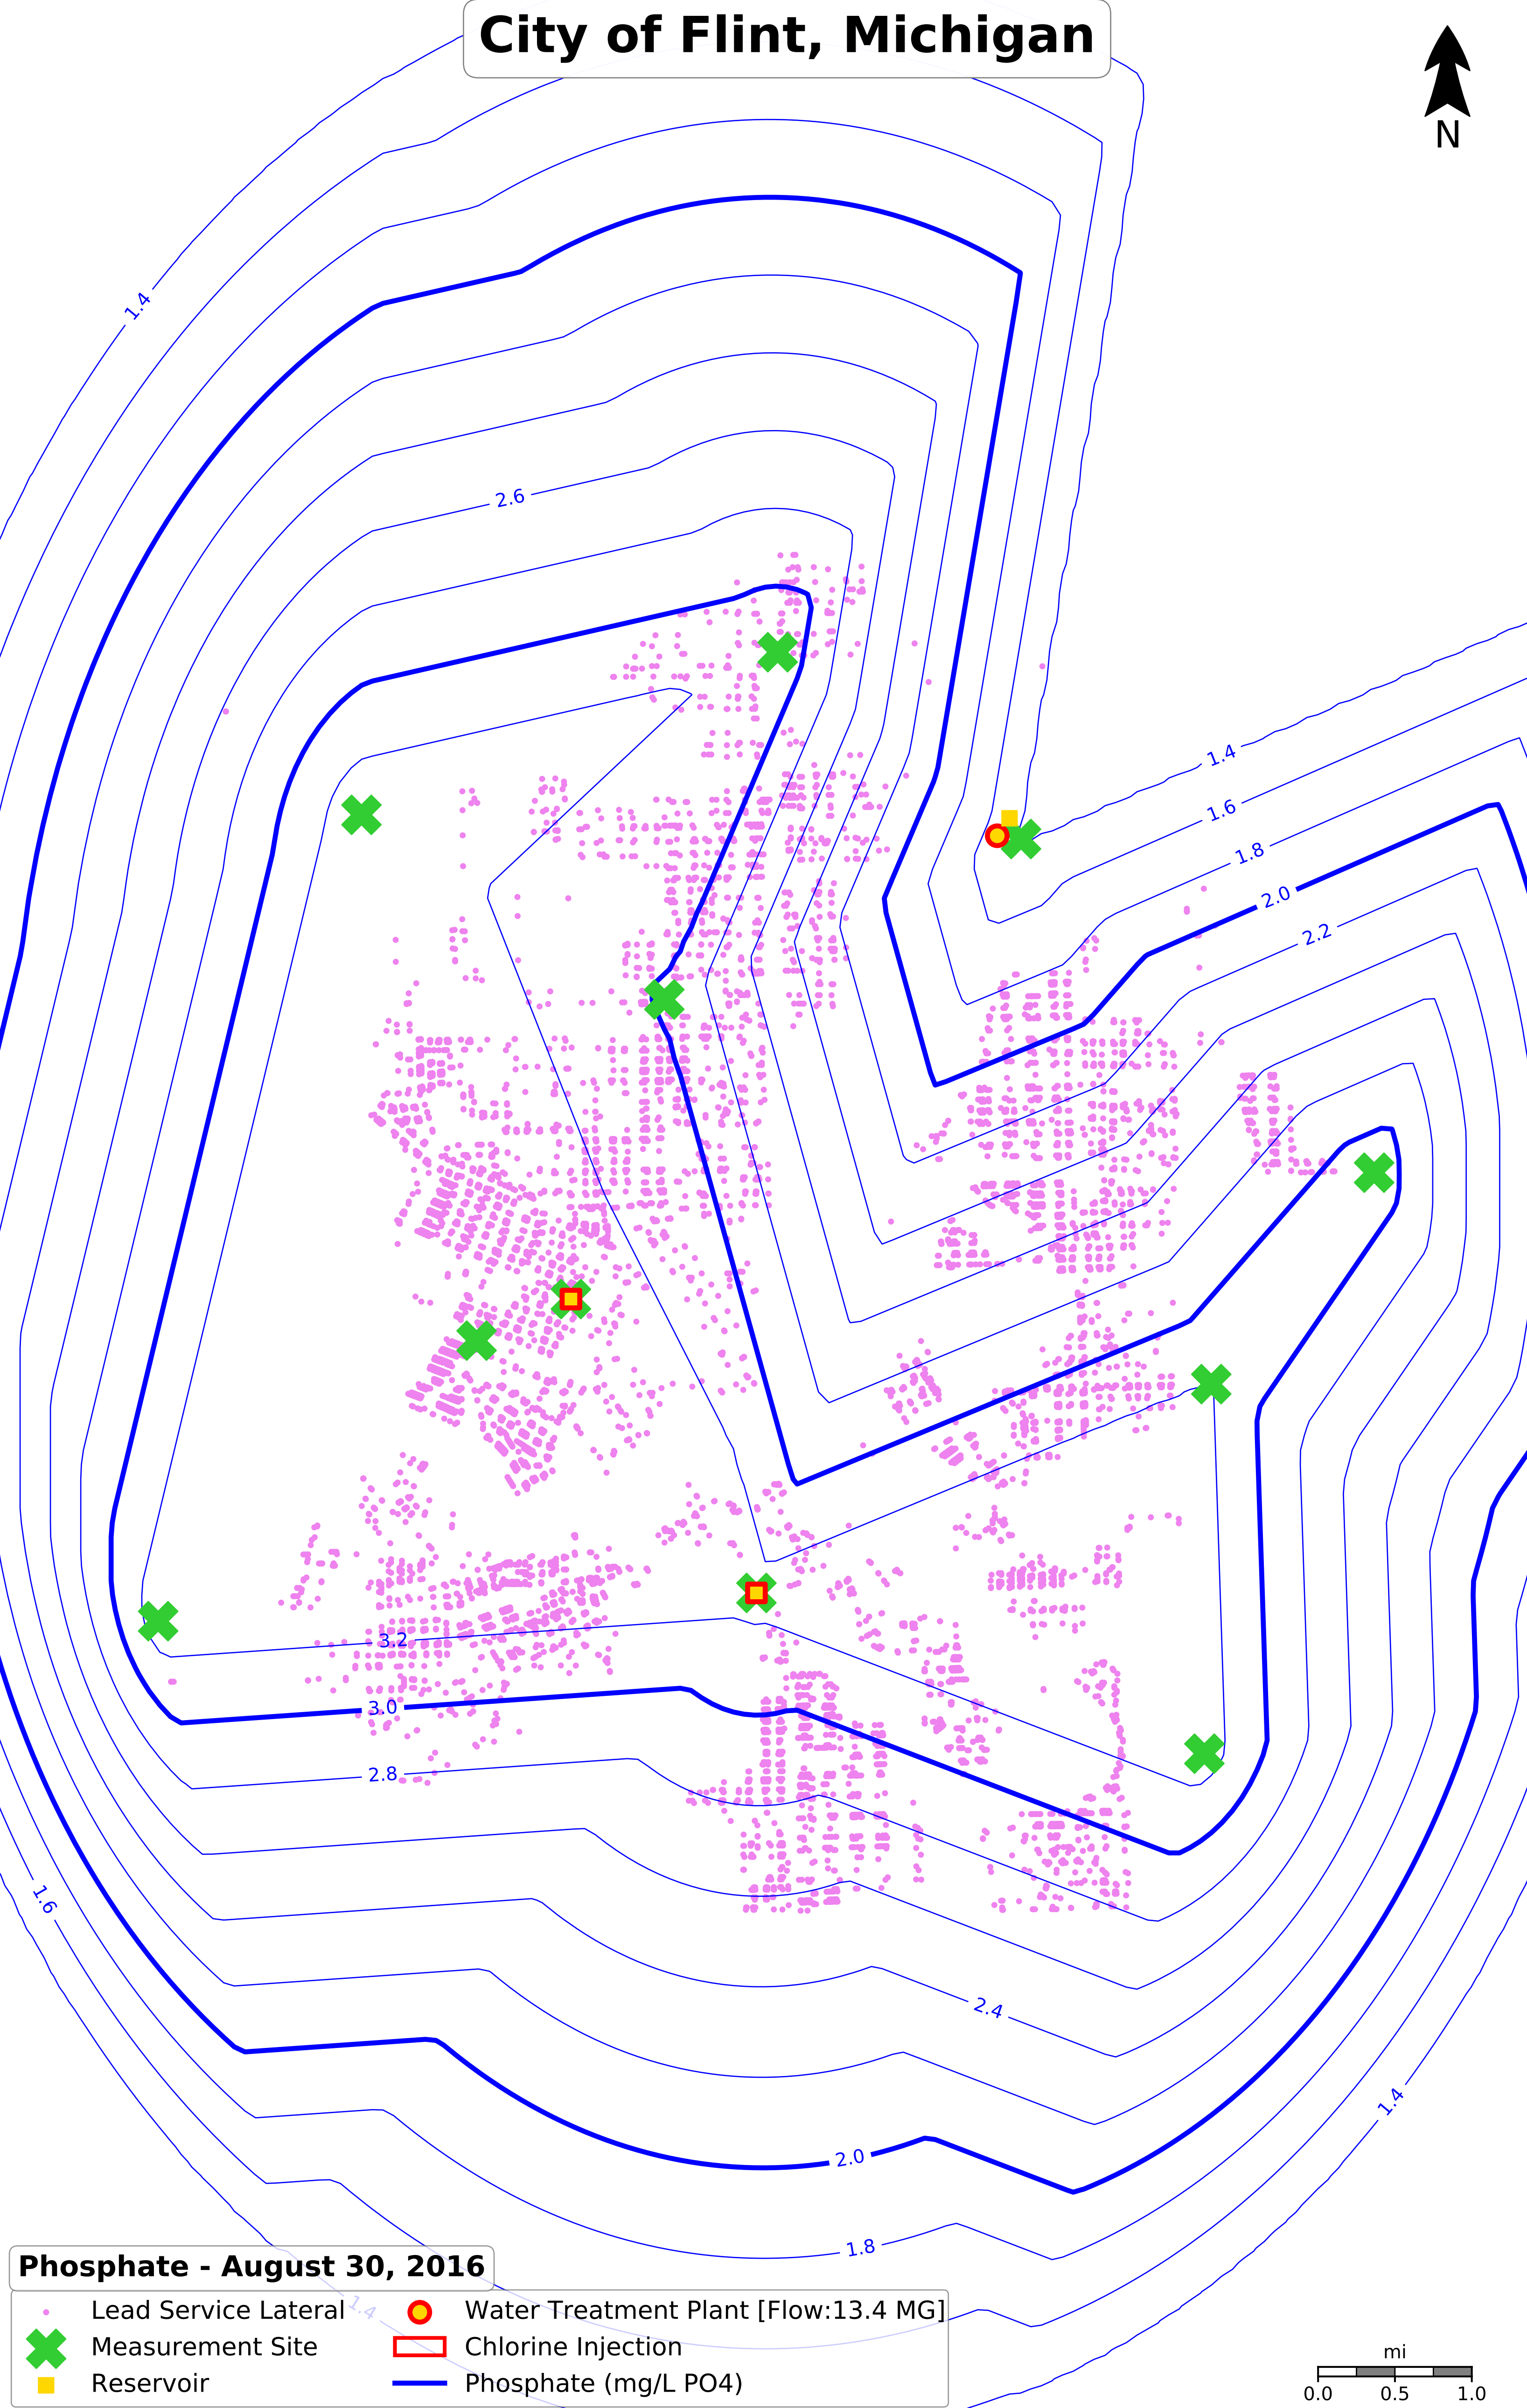 City of Flint, Michigan
N
1.4
2.6
1.4
1.6
1.8
2.0
2.2
3.2
3.0
2.8
1.6
2.4
1.4
2.0
1.8
Phosphate - August 30, 2016
1.4
Lead Service Lateral
Measurement Site
Reservoir
Water Treatment Plant [Flow:13.4 MG]
Chlorine Injection
Phosphate (mg/L PO4)
mi
0.0 0.5 1.0